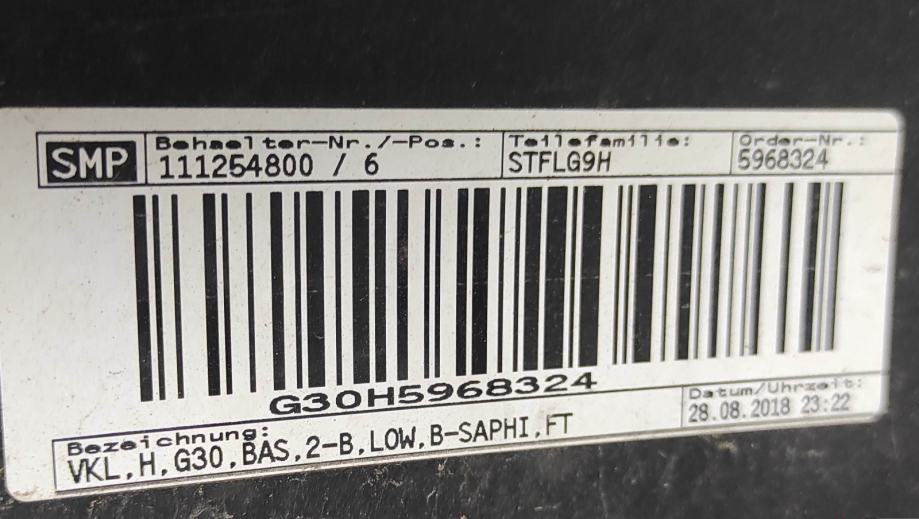 SMP
Behaelter-Nr./-Pos.: Teilefamilie: Order-Nr.:
111254800 / 6 STFLG9H 5968324
G30H5968324
Datum/Uhrzeit:
28.08.2018 23:22
Bezeichnung:
VKL,H,G30,BAS,2-B,LOW,B-SAPHI,FT